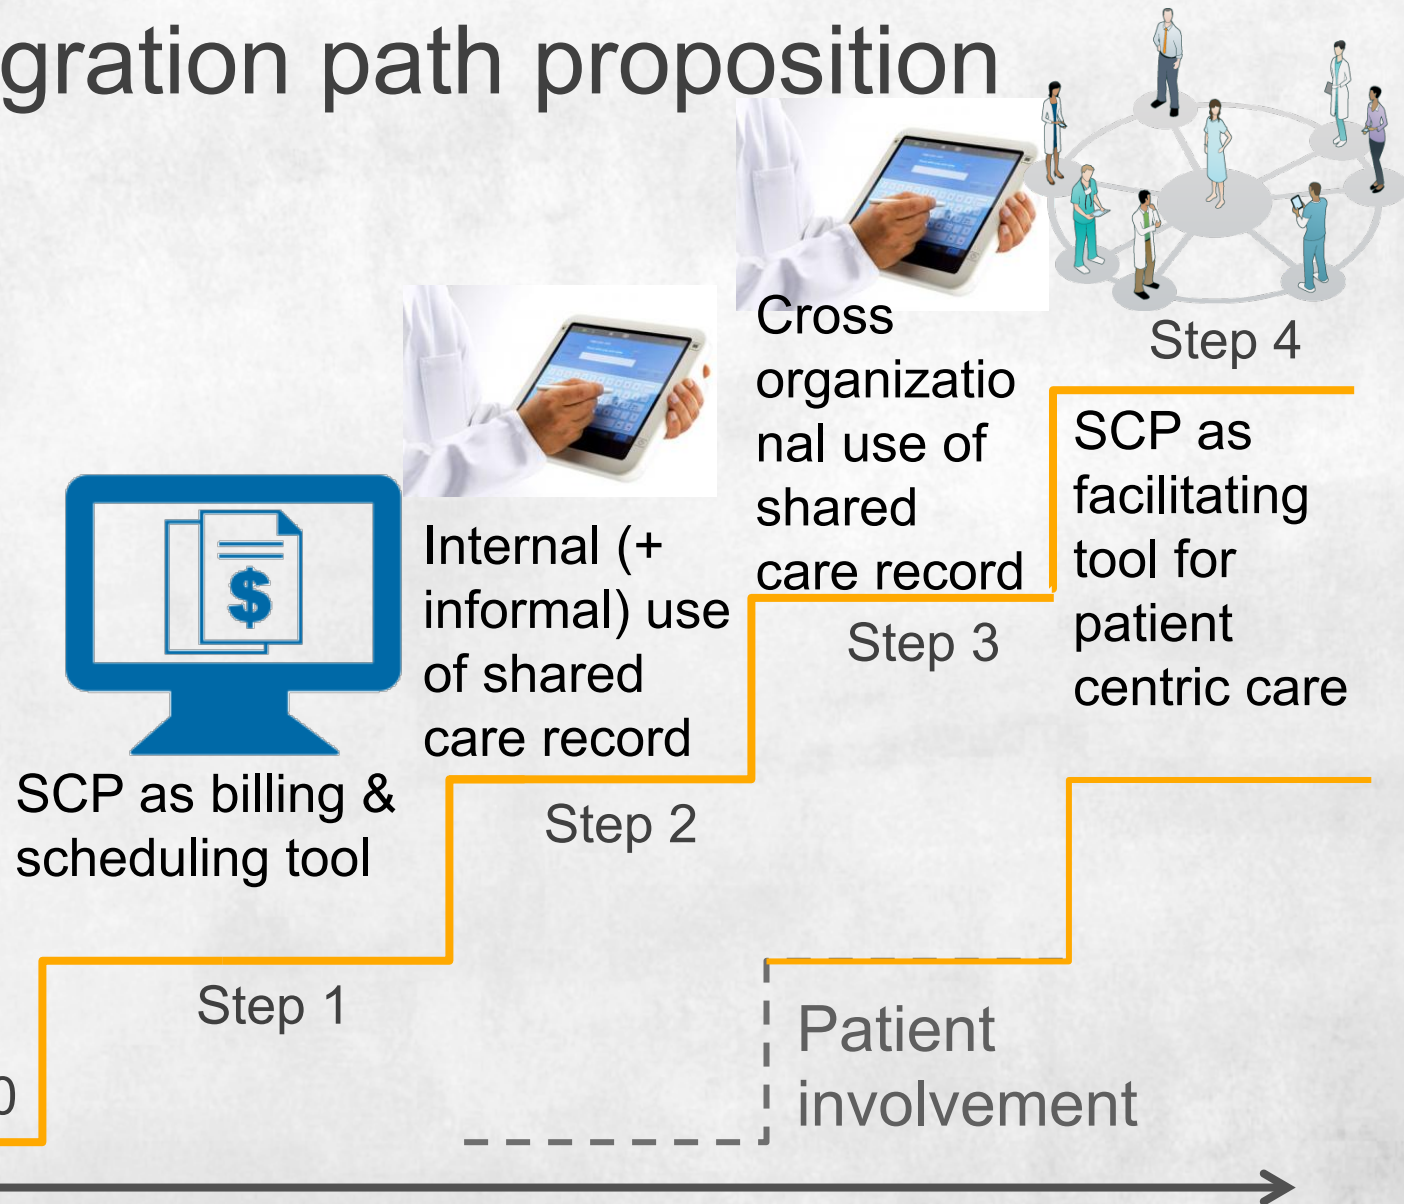 gration path proposition
Step 4
Cross
organizatio
nal use of
shared
care record
SCP as
facilitating
tool for
patient
centric care
Internal (+
informal) use
of shared
care record
Step 3
$
SCP as billing &
scheduling tool
Step 2
Step 1
Patient
involvement
0